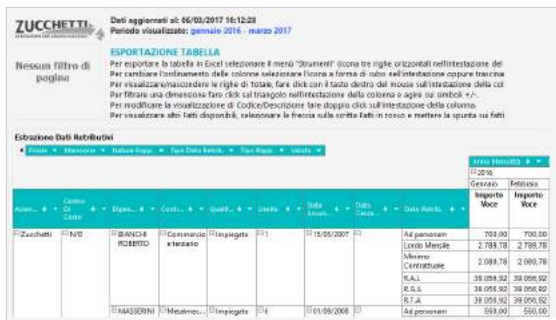 ZUCCHETTI
Dati aggiornati al: 06/03/2017 10:12:28
Periodo visualizzato: gennaio 2016 - marzo 2017
Nessun filtro di pagina
ESPORTAZIONE TABELLA
Per esportare la tabella in Excel selezionare il menù "Strumenti" (icona tre righe orizzontali nell'intestazione del
Per cambiare l'ordinamento delle colonne selezionare l'icona a forma di cubo nell'intestazione oppure trascina
Per visualizzare/nascondere le righe di totale, fare click con il tasto destro del mouse sull'intestazione della col
Per filtrare una dimensione fare click sul triangolo nell'intestazione della colonna e agire sui simboli +/-.
Per modificare la visualizzazione di Codice/Descrizione fare doppio click sull'intestazione della colonna.
Per visualizzare altri Fatti disponibili, selezionare le freccia sulla scritta Fatti in rosso e mettere la spunta sui fatti
Estrazione Dati Retributivi
Filiale Mansione Natura Rapp. Tipo Dato Retrib. Tipo Rapp. Valuta
Anno Mensilità
2016
Gennaio Febbraio
Azien... Centro Di Costo Dipen... Contr... Qualif... Livello Data Assun... Data Cessa... Dato Retrib. Importo Voce Importo Voce
Zucchetti N/D BIANCHI ROBERTO Commercio e terziario Impiegato 1 15/05/2007 Ad personam 700,00 700,00
Lordo Mensile 2.789,78 2.789,78
Minimo Contrattuale 2.089,78 2.089,78
R.A.L 39.056,92 39.056,92
R.G.L 39.056,92 39.056,92
R.T.A 39.056,92 39.056,92
MASSERINI Metalmec... Impiegato 6 01/09/2008 Ad personam 500,00 500,00